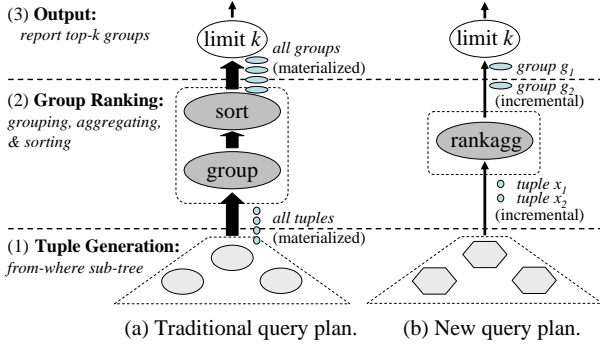 (3) Output:
report top-k groups
limit k
all groups
(materialized)
limit k
group g1
group g2
(incremental)
(2) Group Ranking:
grouping, aggregating,
& sorting
sort
group
rankagg
all tuples
(materialized)
tuple x1
tuple x2
(incremental)
(1) Tuple Generation:
from-where sub-tree
(a) Traditional query plan.
(b) New query plan.